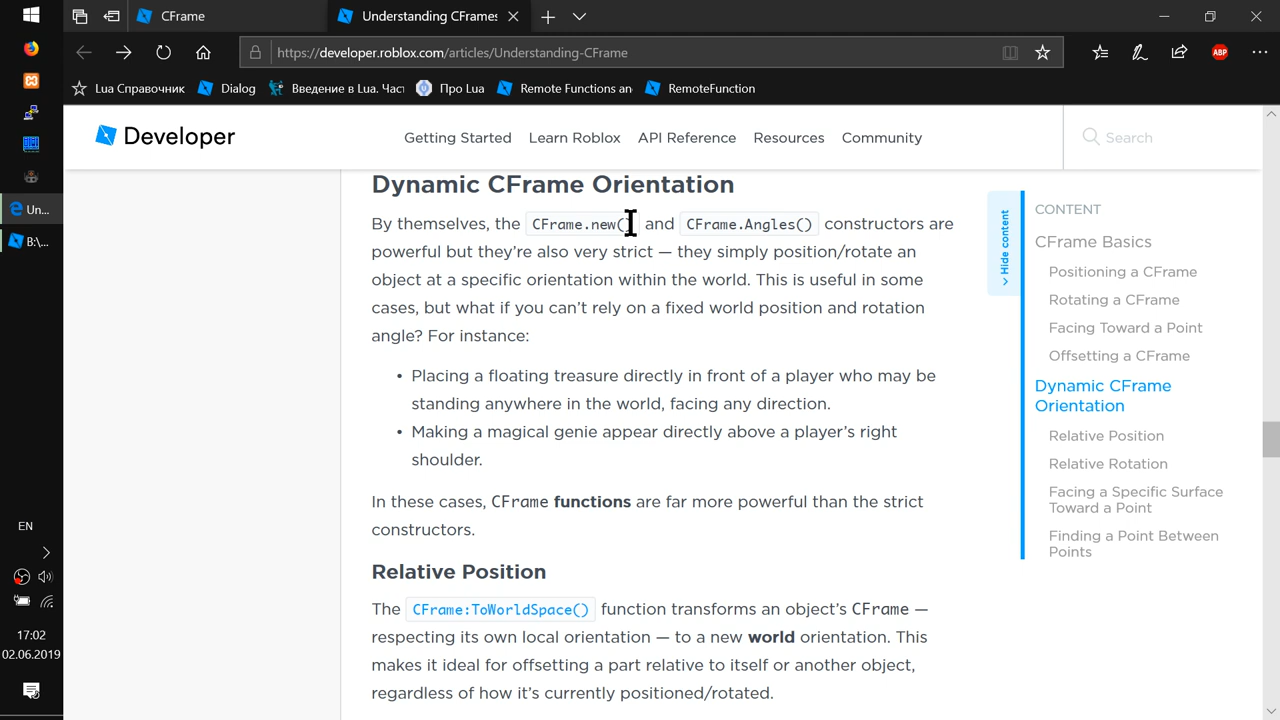 CFrame
Understanding CFrames
https://developer.roblox.com/articles/Understanding-CFrame
ABP
Lua Справочник
Dialog
Введение в Lua. Част
Про Lua
Remote Functions an
RemoteFunction
Developer
Getting Started
Learn Roblox
API Reference
Resources
Community
Search
Dynamic CFrame Orientation
By themselves, the CFrame.new() and CFrame.Angles() constructors are
powerful but they're also very strict — they simply position/rotate an
object at a specific orientation within the world. This is useful in some
cases, but what if you can't rely on a fixed world position and rotation
angle? For instance:
• Placing a floating treasure directly in front of a player who may be
standing anywhere in the world, facing any direction.
• Making a magical genie appear directly above a player's right
shoulder.
In these cases, CFrame functions are far more powerful than the strict
constructors.
Relative Position
The CFrame:ToWorldSpace() function transforms an object's CFrame —
respecting its own local orientation — to a new world orientation. This
makes it ideal for offsetting a part relative to itself or another object,
regardless of how it's currently positioned/rotated.
Hide content
CONTENT
CFrame Basics
Positioning a CFrame
Rotating a CFrame
Facing Toward a Point
Offsetting a CFrame
Dynamic CFrame
Orientation
Relative Position
Relative Rotation
Facing a Specific Surface
Toward a Point
Finding a Point Between
Points
Un...
B:\...
EN
17:02
02.06.2019